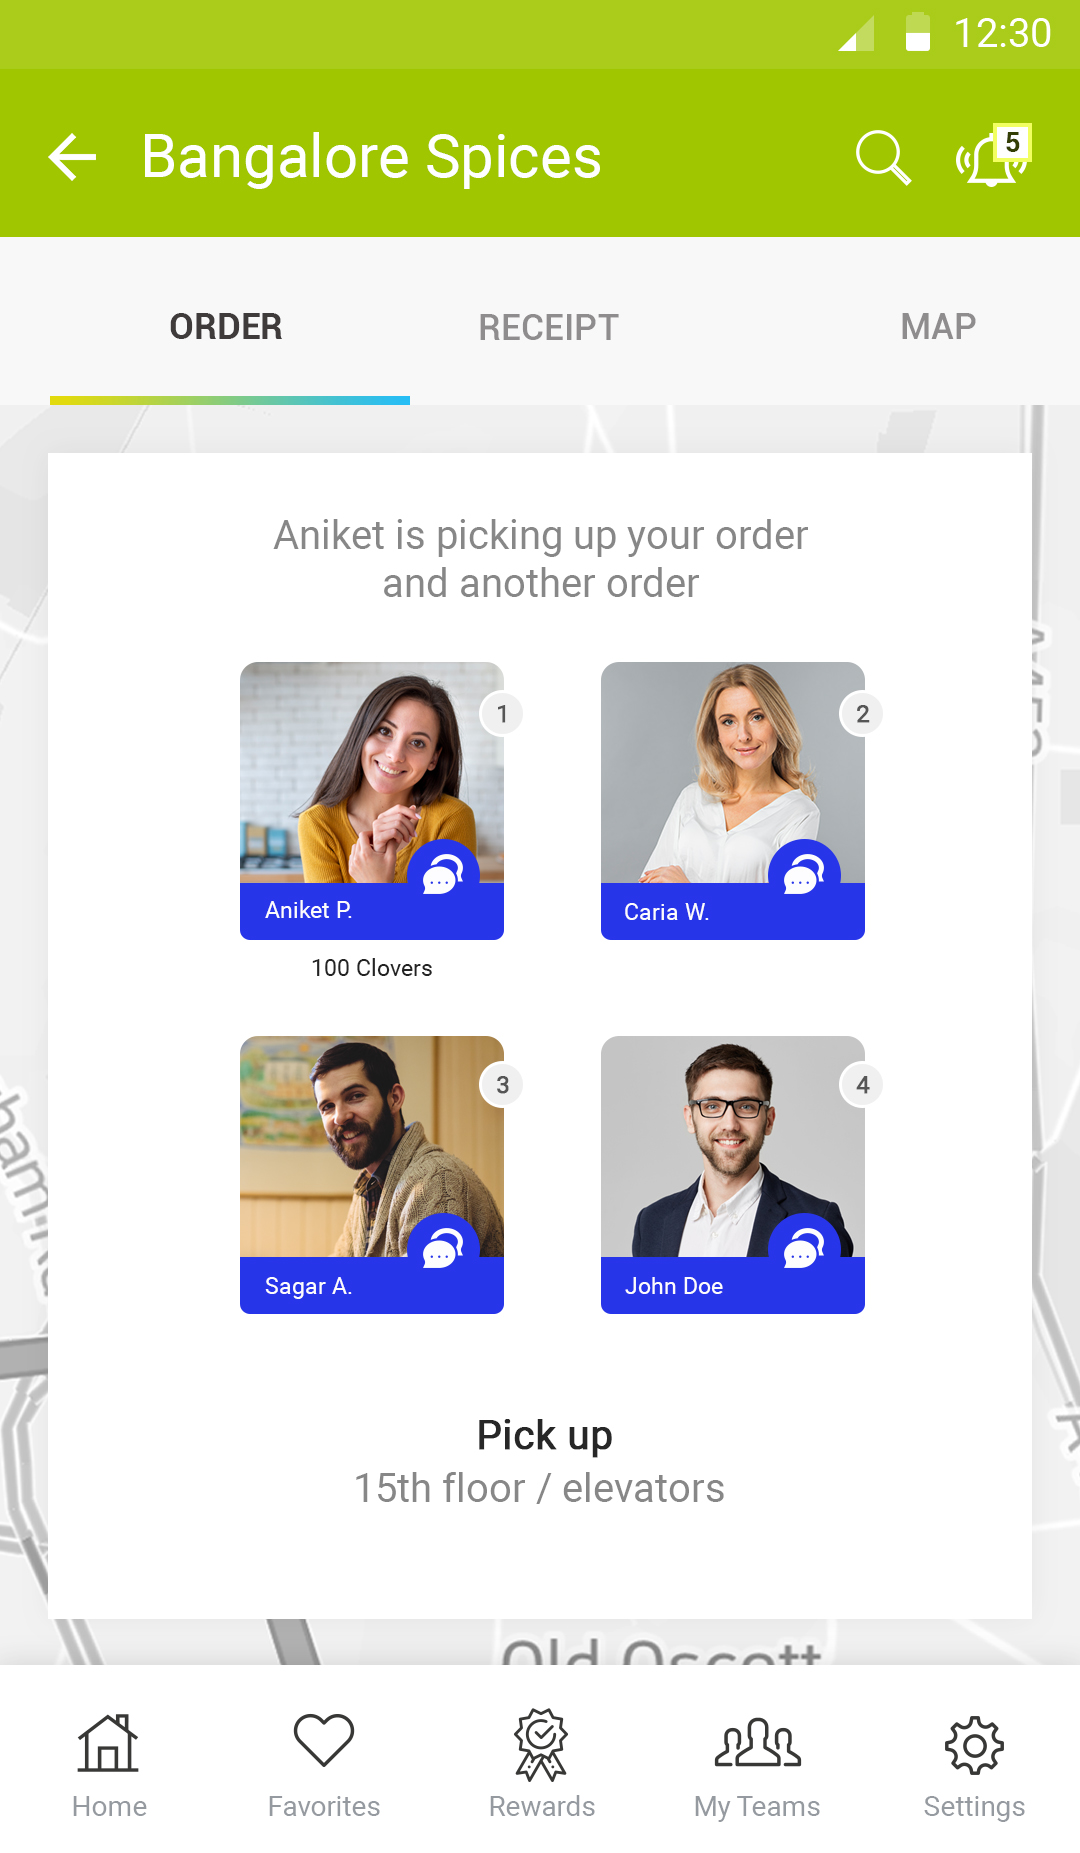 12:30
Bangalore Spices
5
ORDER
RECEIPT
MAP
Aniket is picking up your order
and another order
1
2
Aniket P.
Caria W.
100 Clovers
3
4
Sagar A.
John Doe
Pick up
15th floor / elevators
Old Oscott
Home
Favorites
Rewards
My Teams
Settings